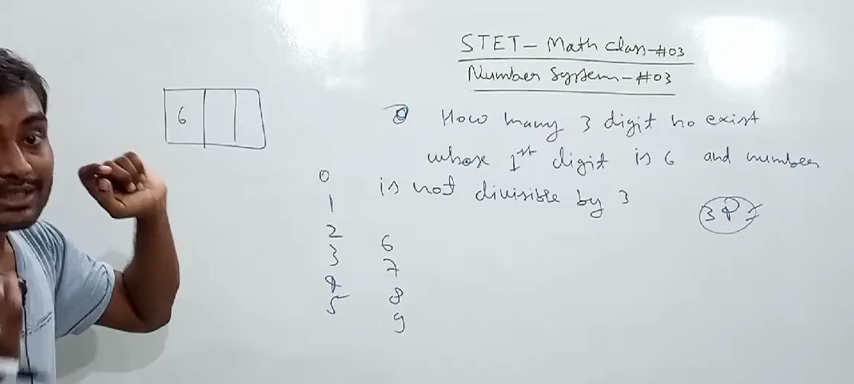 STET- Math Class-#03
Number System-#03
6
Q How many 3 digit no exist
whose 1st digit is 6 and number
is not divisible by 3
0
1
2
3
4
5
6
7
8
9